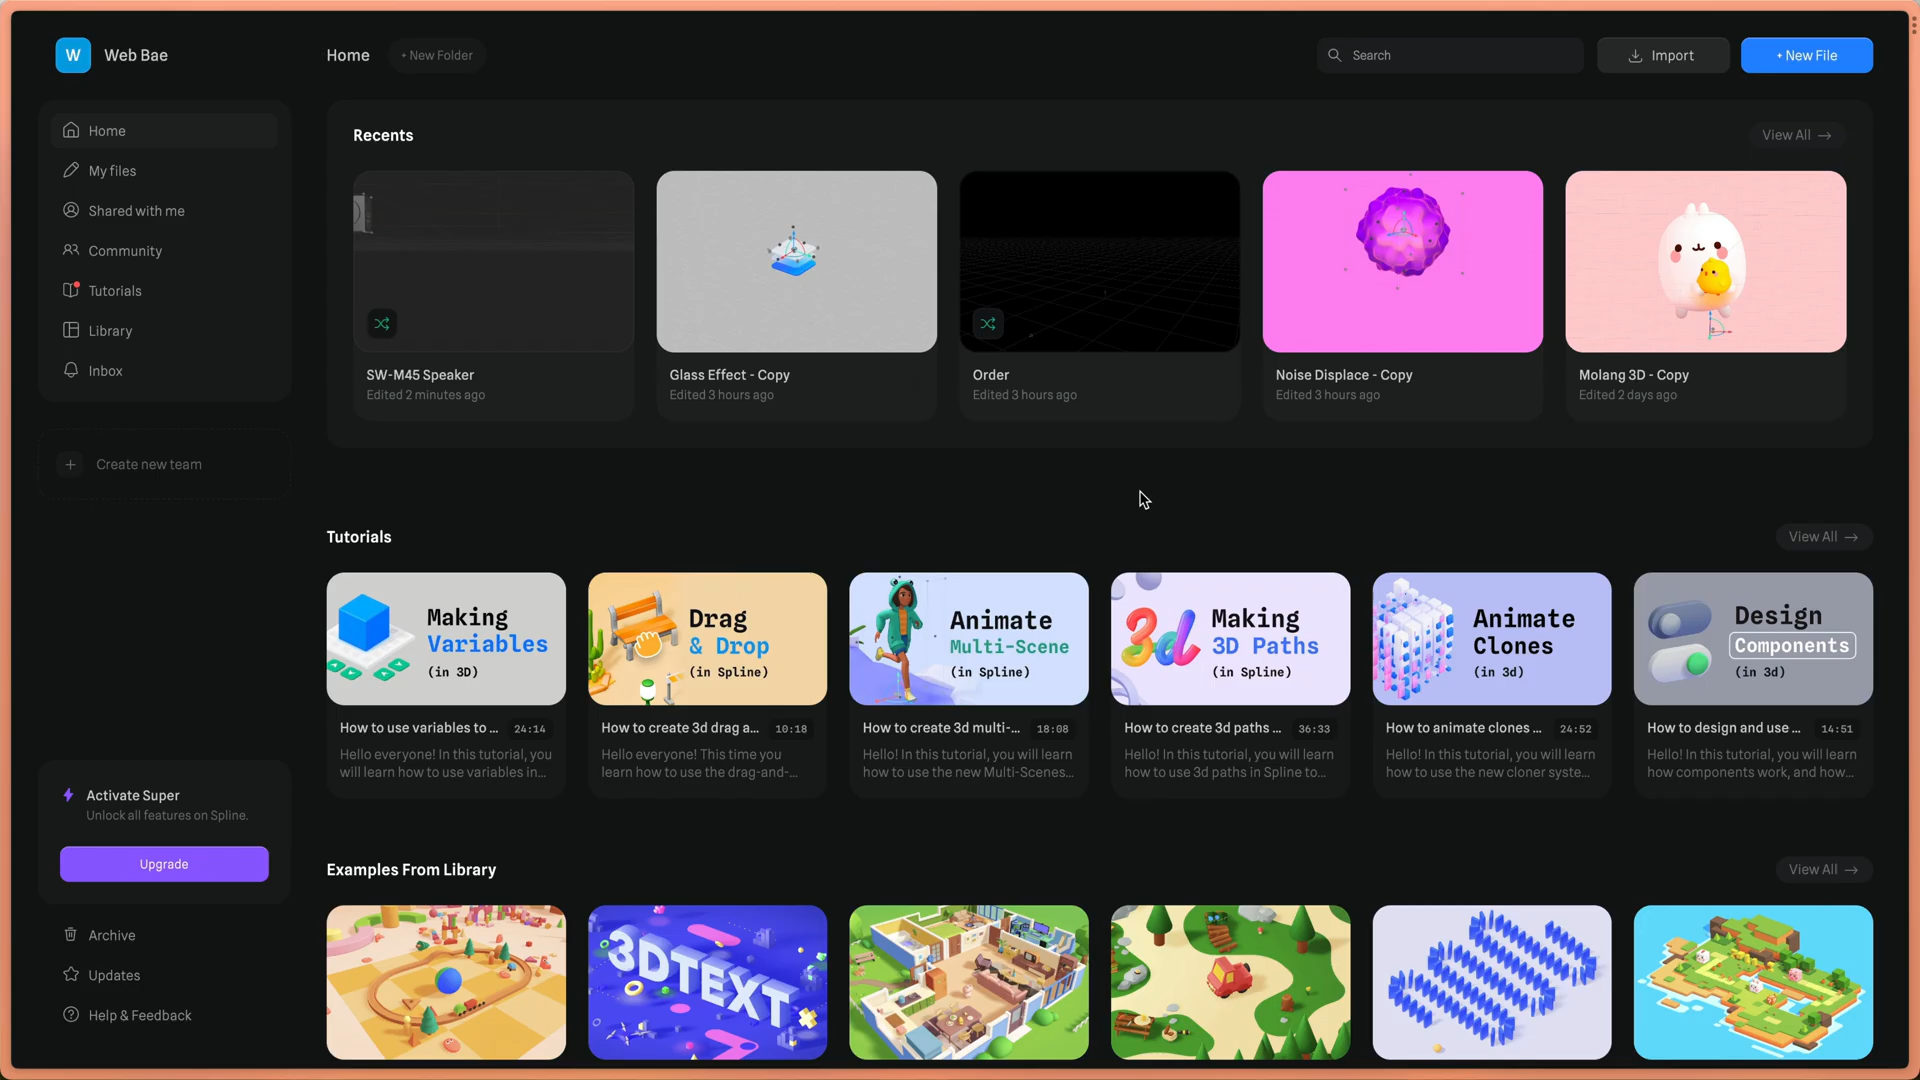 W Web Bae
Home
+ New Folder
Search
Import
+ New File
Home
My files
Shared with me
Community
Tutorials
Library
Inbox
Create new team
Activate Super
Unlock all features on Spline.
Upgrade
Archive
Updates
Help & Feedback
Recents
View All →
SW-M45 Speaker
Edited 2 minutes ago
Glass Effect - Copy
Edited 3 hours ago
Order
Edited 3 hours ago
Noise Displace - Copy
Edited 3 hours ago
Molang 3D - Copy
Edited 2 days ago
Tutorials
View All →
Making
Variables
(in 3D)
How to use variables to ... 24:14
Hello everyone! In this tutorial, you
will learn how to use variables in...
Drag
& Drop
(in Spline)
How to create 3d drag a... 10:18
Hello everyone! This time you
learn how to use the drag-and-...
Animate
Multi-Scene
(in Spline)
How to create 3d multi-... 18:08
Hello! In this tutorial, you will learn
how to use the new Multi-Scenes...
3d
Making
3D Paths
(in Spline)
How to create 3d paths ... 36:33
Hello! In this tutorial, you will learn
how to use 3d paths in Spline to...
Animate
Clones
(in 3d)
How to animate clones ... 24:52
Hello! In this tutorial, you will learn
how to use the new cloner syste...
Design
Components
(in 3d)
How to design and use ... 14:51
Hello! In this tutorial, you will learn
how components work, and how...
Examples From Library
View All →
3DTEXT